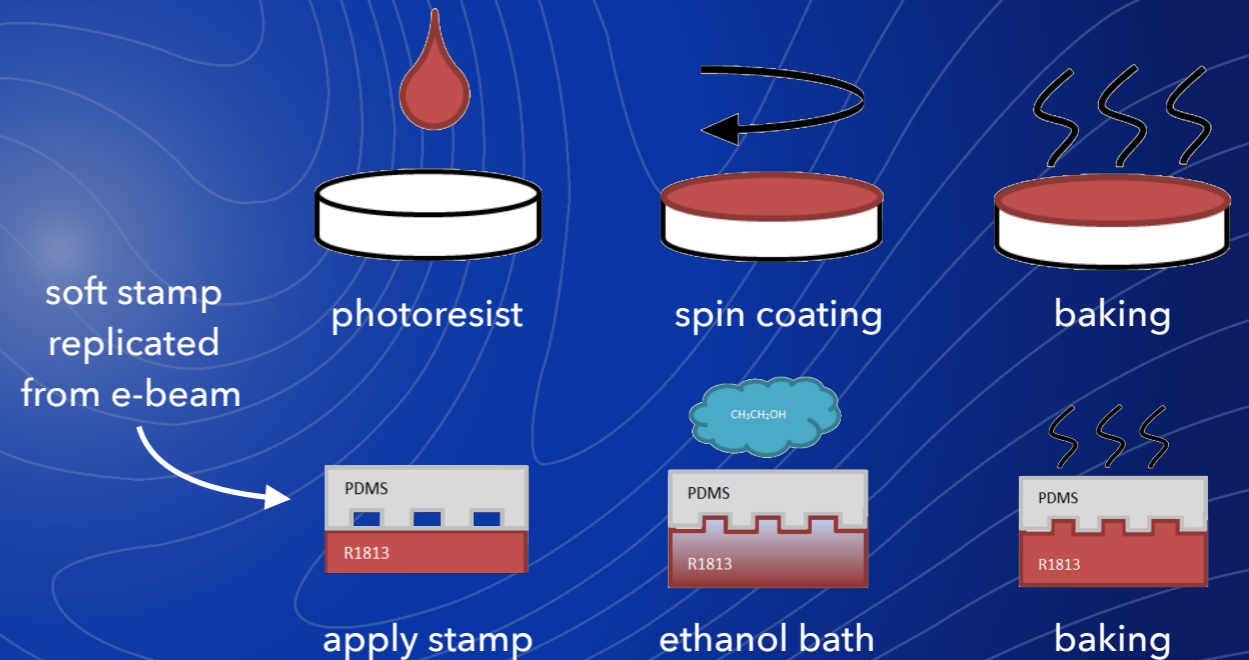 photoresist
spin coating
baking
soft stamp
replicated
from e-beam
CH₃CH₂OH
PDMS
R1813
apply stamp
PDMS
R1813
ethanol bath
PDMS
R1813
baking